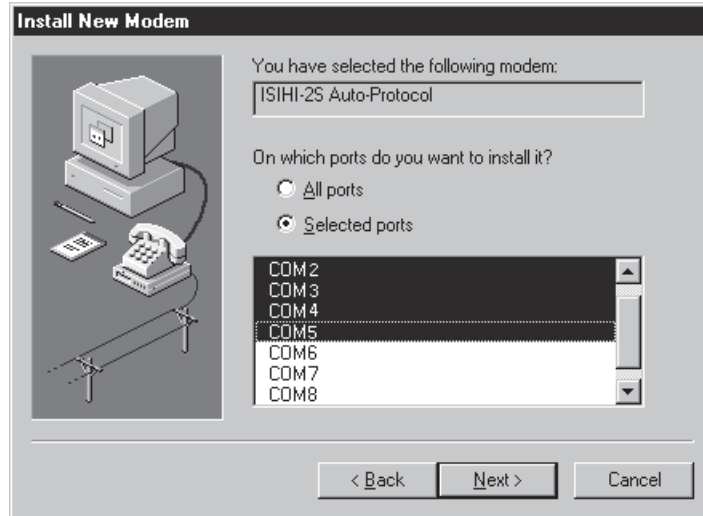 Install New Modem
You have selected the following modem:
ISIHI-2S Auto-Protocol
On which ports do you want to install it?
All ports
Selected ports
COM2
COM3
COM4
COM5
COM6
COM7
COM8
< Back
Next >
Cancel